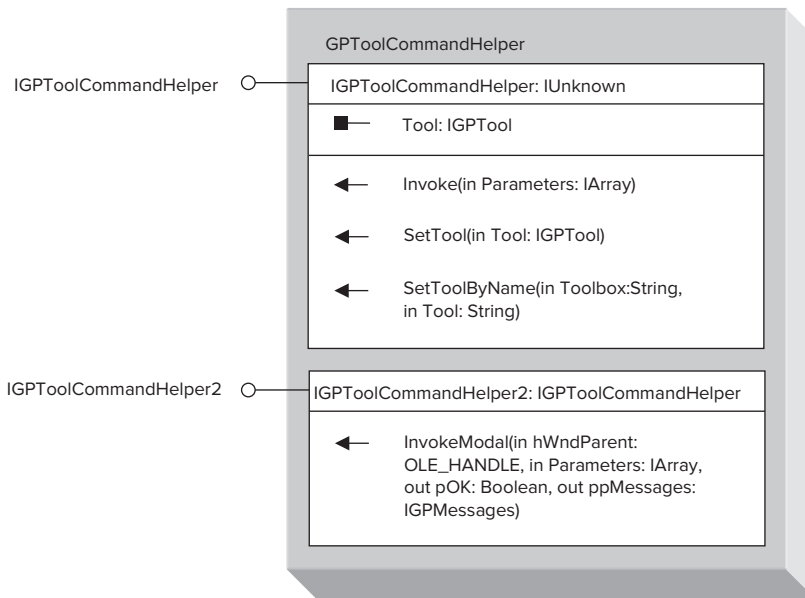 GPToolCommandHelper
IGPToolCommandHelper
IGPToolCommandHelper: IUnknown
Tool: IGPTool
Invoke(in Parameters: IArray)
SetTool(in Tool: IGPTool)
SetToolByName(in Toolbox:String,
in Tool: String)
IGPToolCommandHelper2
IGPToolCommandHelper2: IGPToolCommandHelper
InvokeModal(in hWndParent:
OLE_HANDLE, in Parameters: IArray,
out pOK: Boolean, out ppMessages:
IGPMessages)